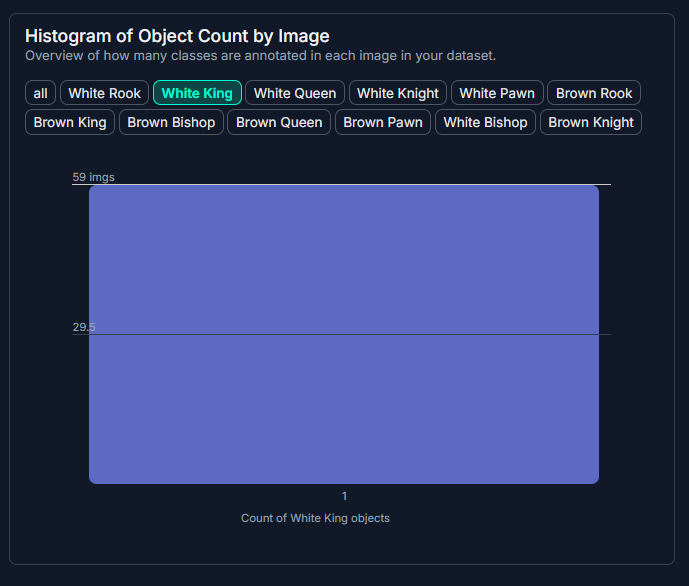 Histogram of Object Count by Image
Overview of how many classes are annotated in each image in your dataset.
all White Rook White King White Queen White Knight White Pawn Brown Rook
Brown King Brown Bishop Brown Queen Brown Pawn White Bishop Brown Knight
59 imgs
29.5
1
Count of White King objects